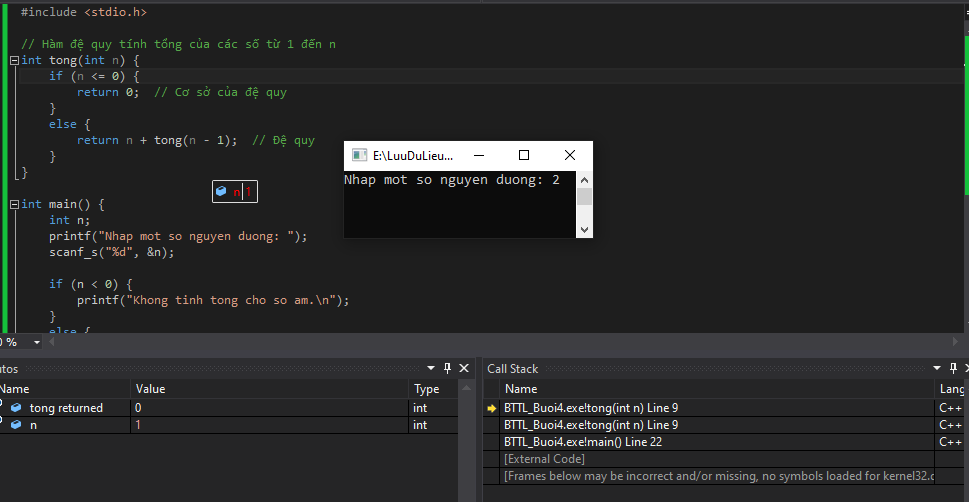 #include <stdio.h>
// Hàm đệ quy tính tổng của các số từ 1 đến n
int tong(int n) {
if (n <= 0) {
return 0;  // Cơ sở của đệ quy
}
else {
return n + tong(n - 1);  // Đệ quy
}
}
n 1
int main() {
int n;
printf("Nhap mot so nguyen duong: ");
scanf_s("%d", &n);
if (n < 0) {
printf("Khong tinh tong cho so am.\n");
}
else {
E:\LuuDuLieu...
Nhap mot so nguyen duong: 2
0 %
utos
Name Value Type
tong returned 0 int
n 1 int
Call Stack
Name Lang
BTTL_Buoi4.exe!tong(int n) Line 9 C++
BTTL_Buoi4.exe!tong(int n) Line 9 C++
BTTL_Buoi4.exe!main() Line 22 C++
[External Code]
[Frames below may be incorrect and/or missing, no symbols loaded for kernel32.d